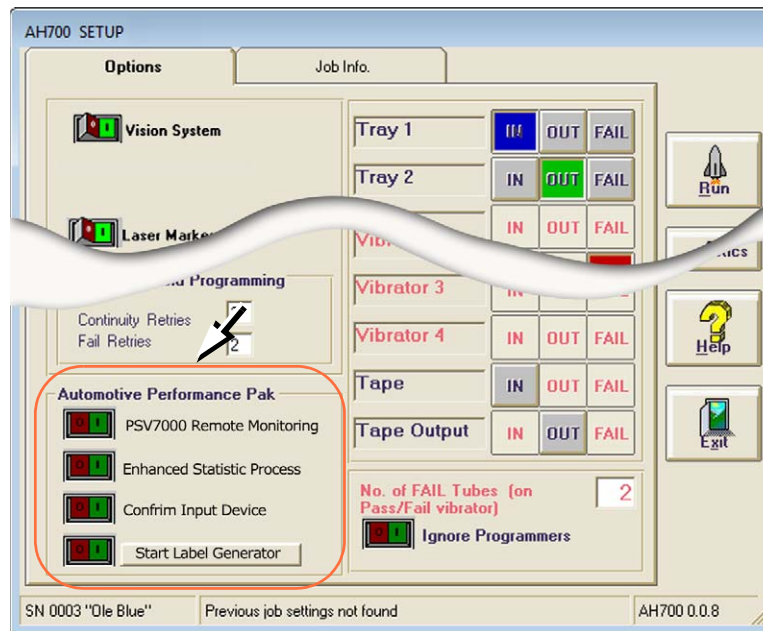 AH700 SETUP
Options
Job Info.
Vision System
Laser
Programming
Continuity Retries
Fail Retries
2
Automotive Performance Pak
PSV7000 Remote Monitoring
Enhanced Statistic Process
Confrim Input Device
Start Label Generator
Tray 1 IN OUT FAIL
Tray 2 IN OUT FAIL
IN OUT FAIL
Vibrator 3
Vibrator 4 IN OUT FAIL
Tape IN OUT FAIL
Tape Output IN OUT FAIL
No. of FAIL Tubes (on
Pass/Fail vibrator)
2
Ignore Programmers
Run
Help
Exit
SN 0003 "Ole Blue"
Previous job settings not found
AH700 0.0.8